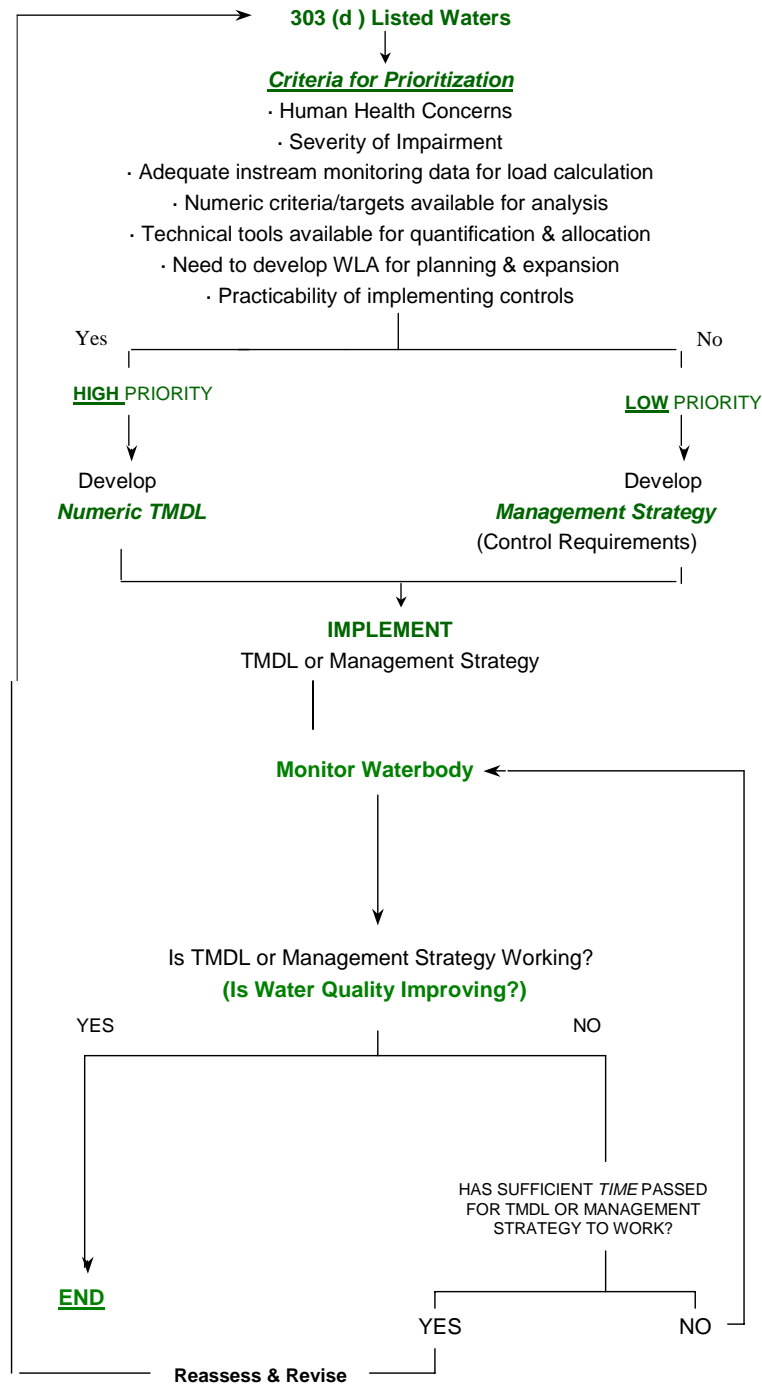 303 (d ) Listed Waters
Criteria for Prioritization
· Human Health Concerns
· Severity of Impairment
· Adequate instream monitoring data for load calculation
· Numeric criteria/targets available for analysis
· Technical tools available for quantification & allocation
· Need to develop WLA for planning & expansion
· Practicability of implementing controls
Yes
No
HIGH PRIORITY
LOW PRIORITY
Develop
Numeric TMDL
Develop
Management Strategy
(Control Requirements)
IMPLEMENT
TMDL or Management Strategy
Monitor Waterbody
Is TMDL or Management Strategy Working?
(Is Water Quality Improving?)
YES
NO
HAS SUFFICIENT TIME PASSED
FOR TMDL OR MANAGEMENT
STRATEGY TO WORK?
END
YES
NO
Reassess & Revise